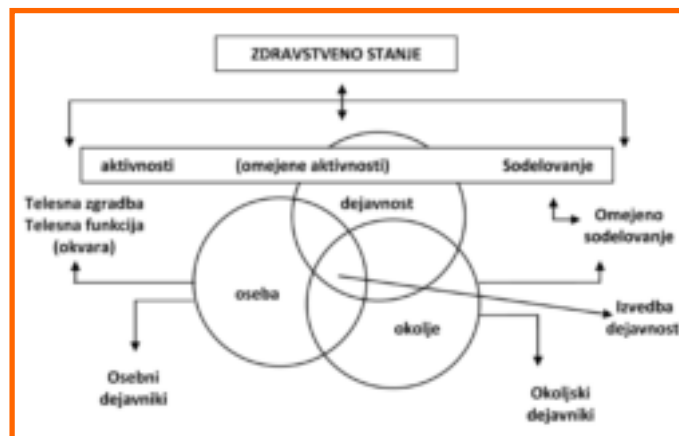 ZDRAVSTVENO STANJE
aktivnosti (omejene aktivnosti) Sodelovanje
Telesna zgradba
Telesna funkcija
(okvara)
dejavnost
Omejeno
sodelovanje
oseba
okolje
Izvedba
dejavnost
Osebni
dejavniki
Okoljski
dejavniki